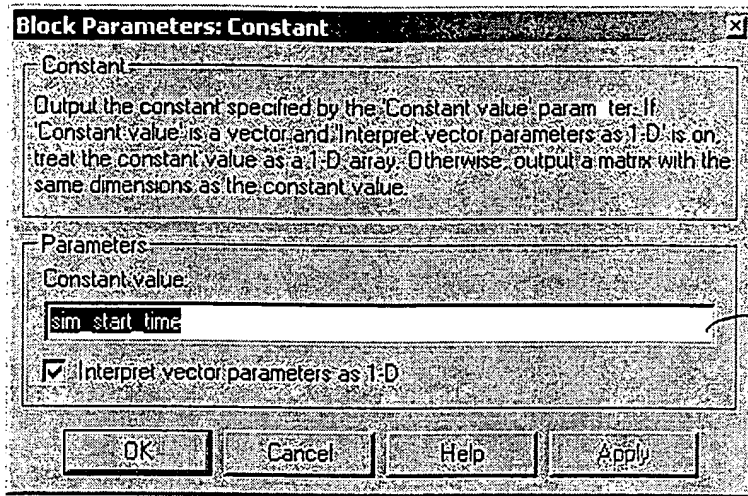 Block Parameters: Constant
Constant
Output the constant specified by the 'Constant value' param ter. If
'Constant value' is a vector and 'Interpret vector parameters as 1-D' is on,
treat the constant value as a 1-D array. Otherwise, output a matrix with the
same dimensions as the constant value.
Parameters
Constant value:
sim_start_time
Interpret vector parameters as 1-D
OK Cancel Help Apply